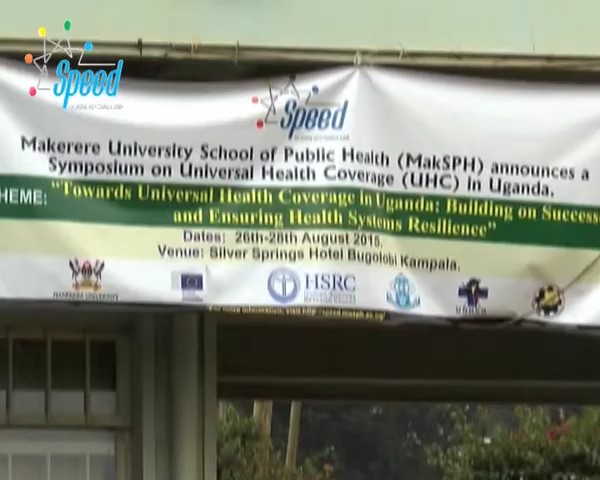 Speed
Speed
Makerere University School of Public Health (MakSPH) announces a
Symposium on Universal Health Coverage (UHC) in Uganda.
HEME: "Towards Universal Health Coverage in Uganda: Building on Success
and Ensuring Health Systems Resilience"
Dates: 26th-28th August 2015,
Venue: Silver Springs Hotel Bugolobi Kampala.
MAKERERE UNIVERSITY
HSRC